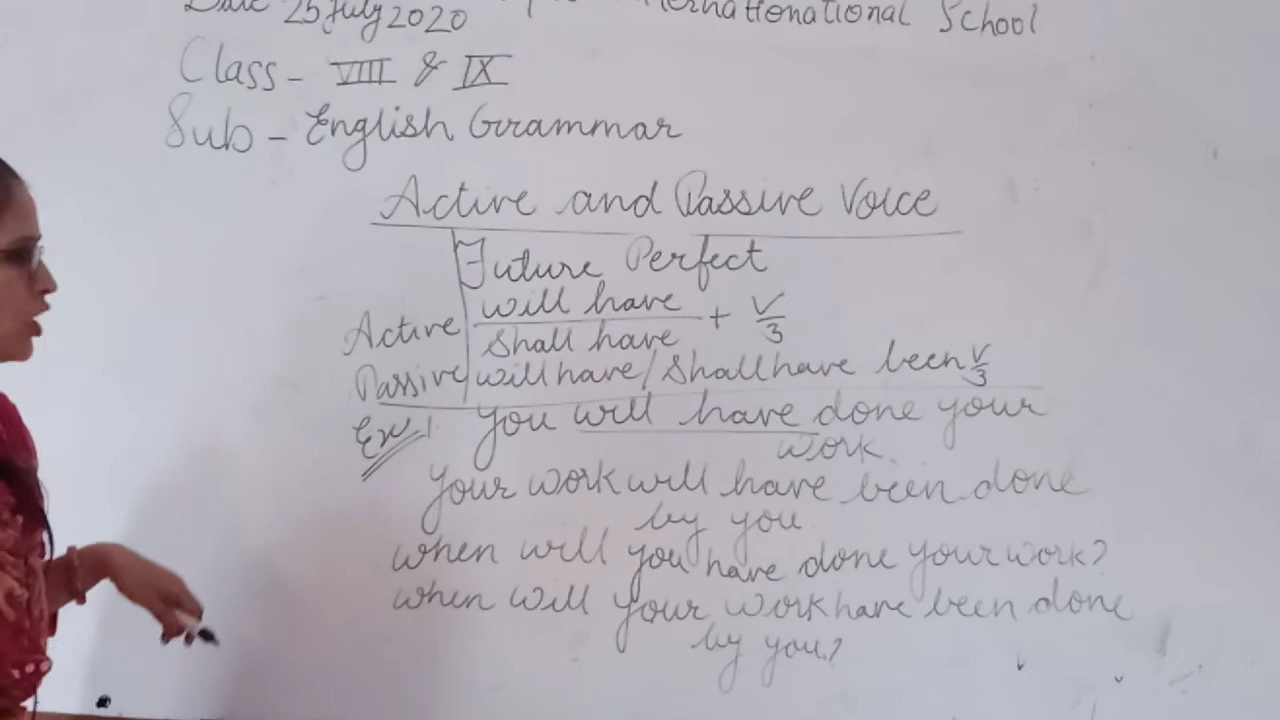 Date 25 July 2020 Internationational School
Class - VIII & IX
Sub - English Grammar
Active and Passive Voice
Future Perfect
Active will have / Shall have + V/3
Passive will have / Shall have been V/3
Ex 1. You will have done your
work.
Your work will have been done
by you
when will you have done your work?
when will your work have been done
by you?